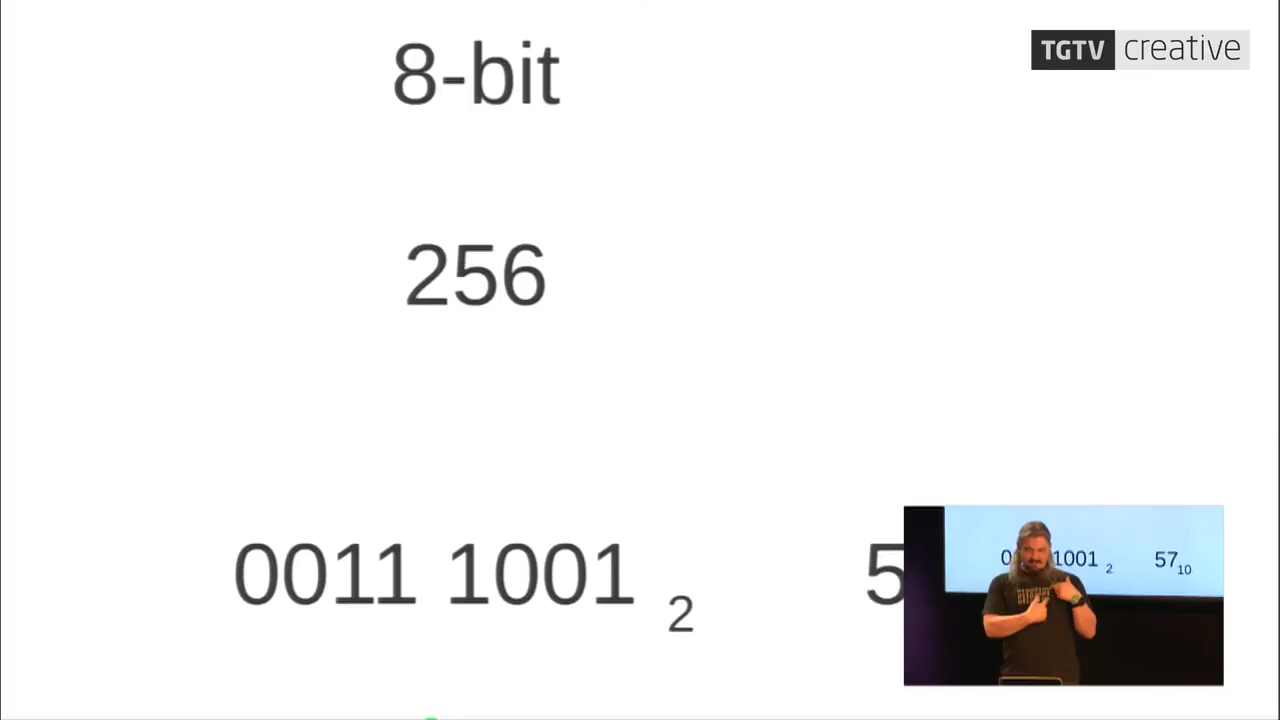 TGTV creative
8-bit
256
0011 1001 2
5
1001 2 57 10